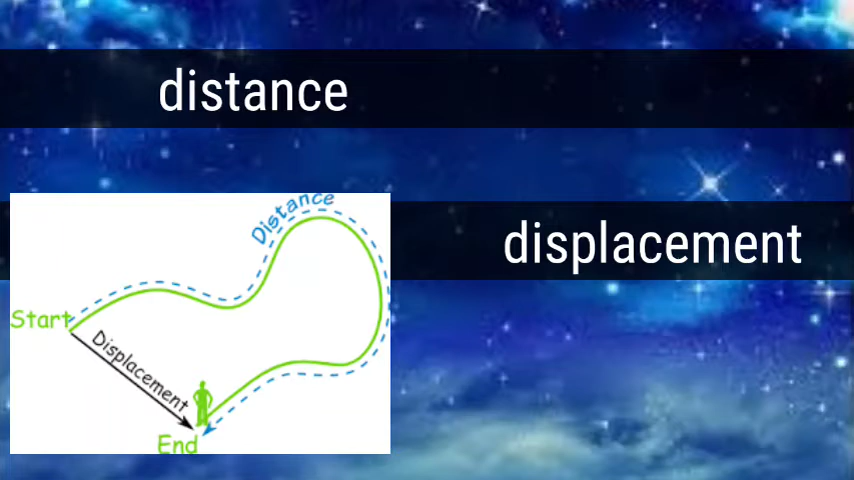 distance
displacement
Distance
Start
Displacement
End